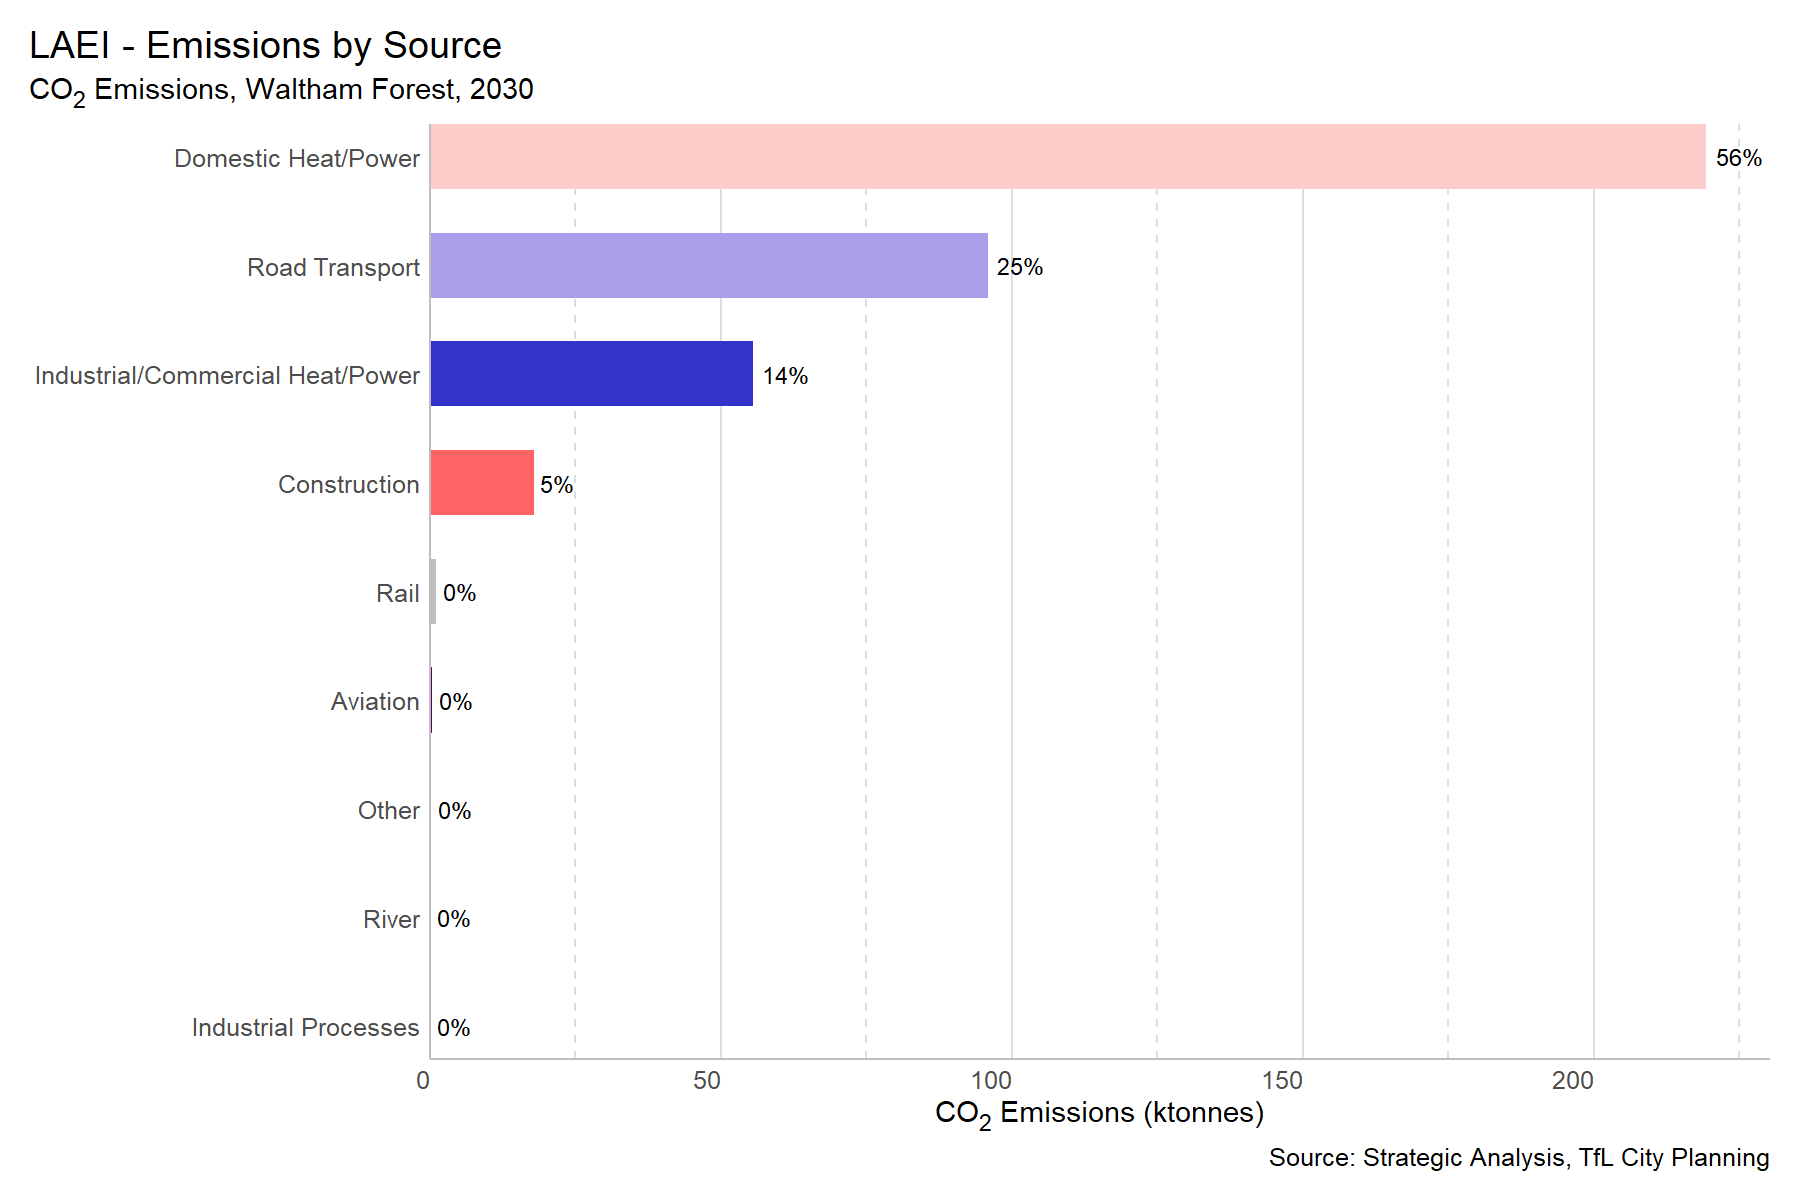 LAEI - Emissions by Source
CO₂ Emissions, Waltham Forest, 2030
Domestic Heat/Power 56%
Road Transport 25%
Industrial/Commercial Heat/Power 14%
Construction 5%
Rail 0%
Aviation 0%
Other 0%
River 0%
Industrial Processes 0%
0 50 100 150 200
CO₂ Emissions (ktonnes)
Source: Strategic Analysis, TfL City Planning